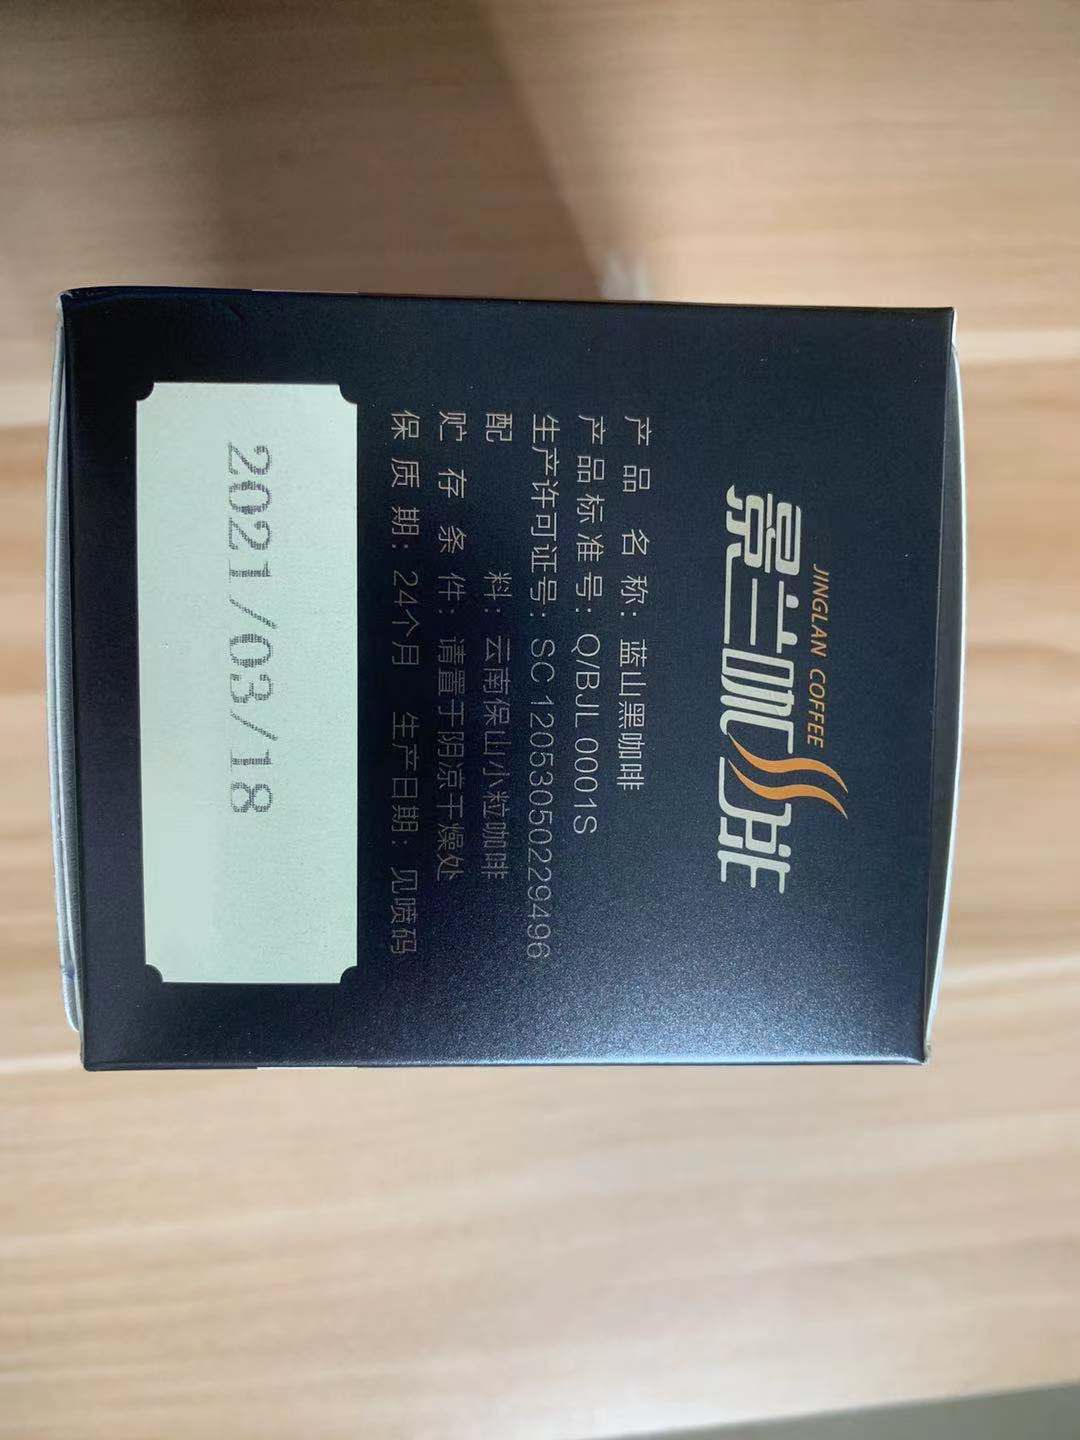 JINGLAN COFFEE
景兰咖啡
产品名称：蓝山黑咖啡
产品标准号：Q/BJL 0001S
生产许可证号：SC 12053050229496
配料：云南保山小粒咖啡
贮存条件：请置于阴凉干燥处
保质期：24个月 生产日期：见喷码
2021/03/18